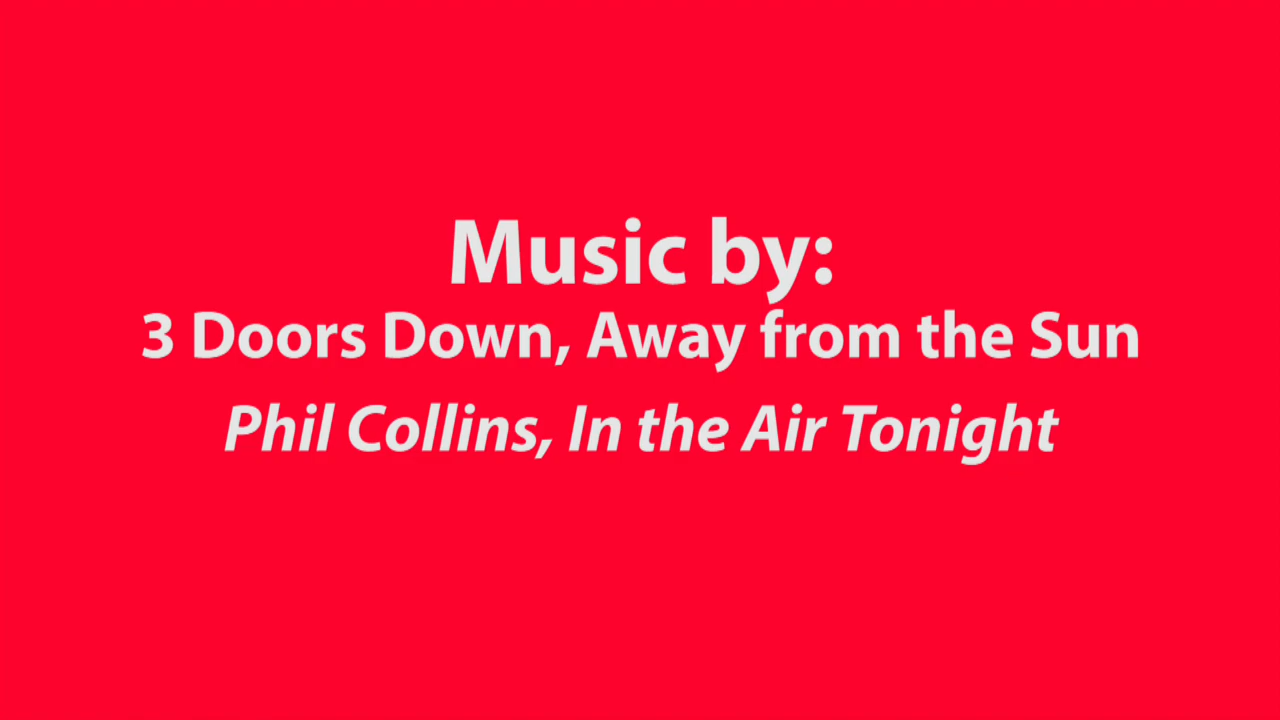 Music by:
3 Doors Down, Away from the Sun
Phil Collins, In the Air Tonight